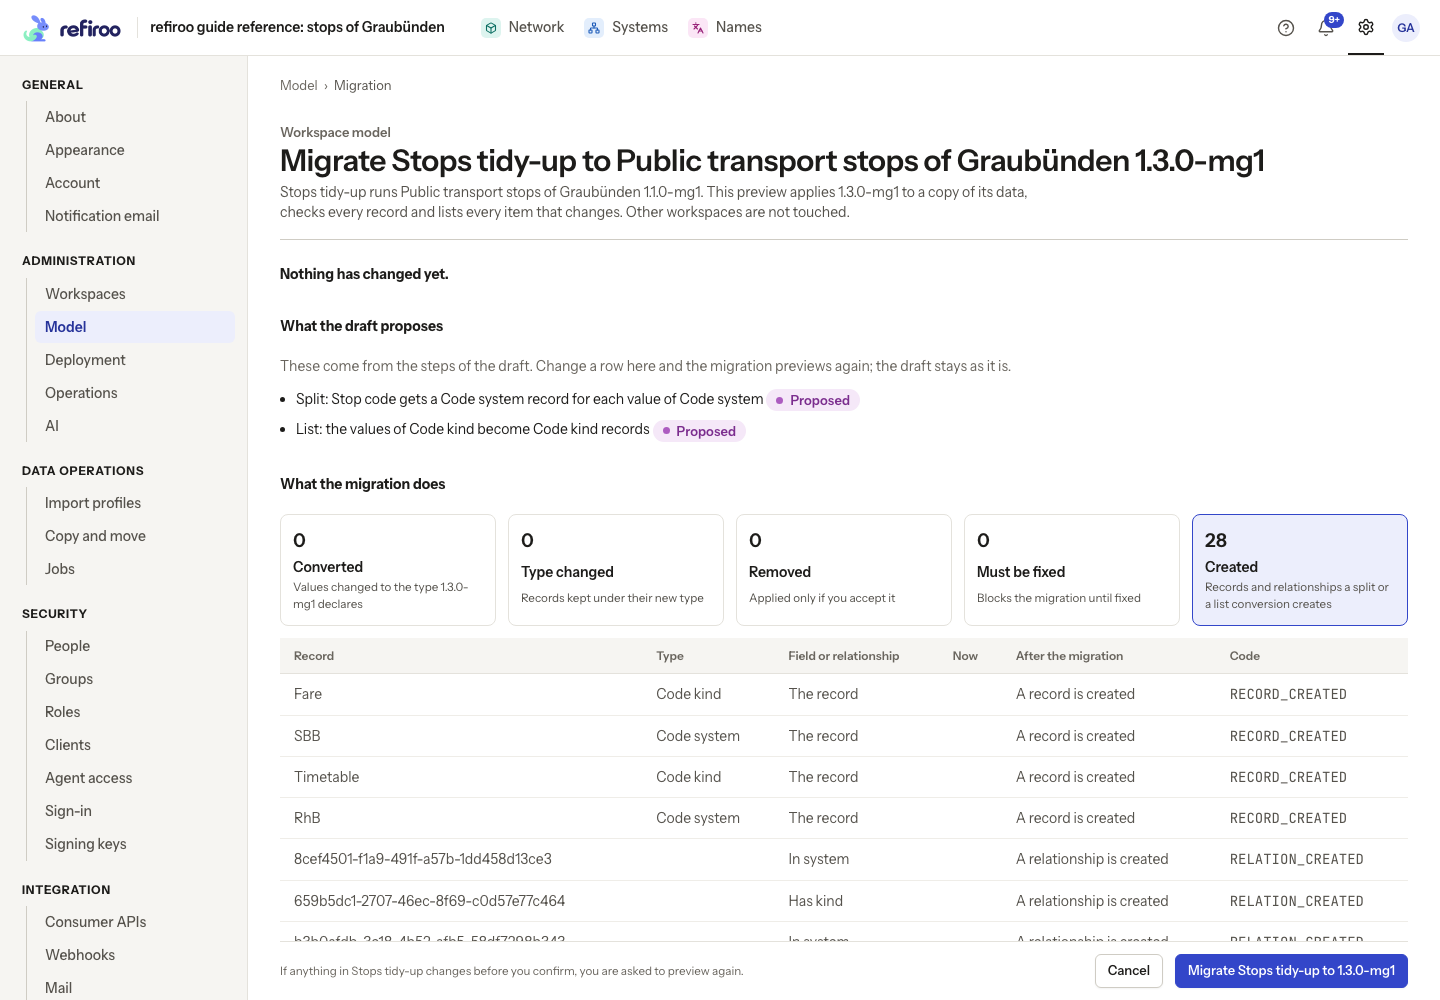 refiroo
refiroo guide reference: stops of Graubünden
Network
Systems
Names
9+
GA
GENERAL
About
Appearance
Account
Notification email
ADMINISTRATION
Workspaces
Model
Deployment
Operations
AI
DATA OPERATIONS
Import profiles
Copy and move
Jobs
SECURITY
People
Groups
Roles
Clients
Agent access
Sign-in
Signing keys
INTEGRATION
Consumer APIs
Webhooks
Mail
Model › Migration
Workspace model
Migrate Stops tidy-up to Public transport stops of Graubünden 1.3.0-mg1
Stops tidy-up runs Public transport stops of Graubünden 1.1.0-mg1. This preview applies 1.3.0-mg1 to a copy of its data,
checks every record and lists every item that changes. Other workspaces are not touched.
Nothing has changed yet.
What the draft proposes
These come from the steps of the draft. Change a row here and the migration previews again; the draft stays as it is.
• Split: Stop code gets a Code system record for each value of Code system Proposed
• List: the values of Code kind become Code kind records Proposed
What the migration does
0
Converted
Values changed to the type 1.3.0-
mg1 declares
0
Type changed
Records kept under their new type
0
Removed
Applied only if you accept it
0
Must be fixed
Blocks the migration until fixed
28
Created
Records and relationships a split or
a list conversion creates
Record Type Field or relationship Now After the migration Code
Fare Code kind The record A record is created RECORD_CREATED
SBB Code system The record A record is created RECORD_CREATED
Timetable Code kind The record A record is created RECORD_CREATED
RhB Code system The record A record is created RECORD_CREATED
8cef4501-f1a9-491f-a57b-1dd458d13ce3 In system A relationship is created RELATION_CREATED
659b5dc1-2707-46ec-8f69-c0d57e77c464 Has kind A relationship is created RELATION_CREATED
In system A relationship is created RELATION_CREATED
If anything in Stops tidy-up changes before you confirm, you are asked to preview again.
Cancel
Migrate Stops tidy-up to 1.3.0-mg1